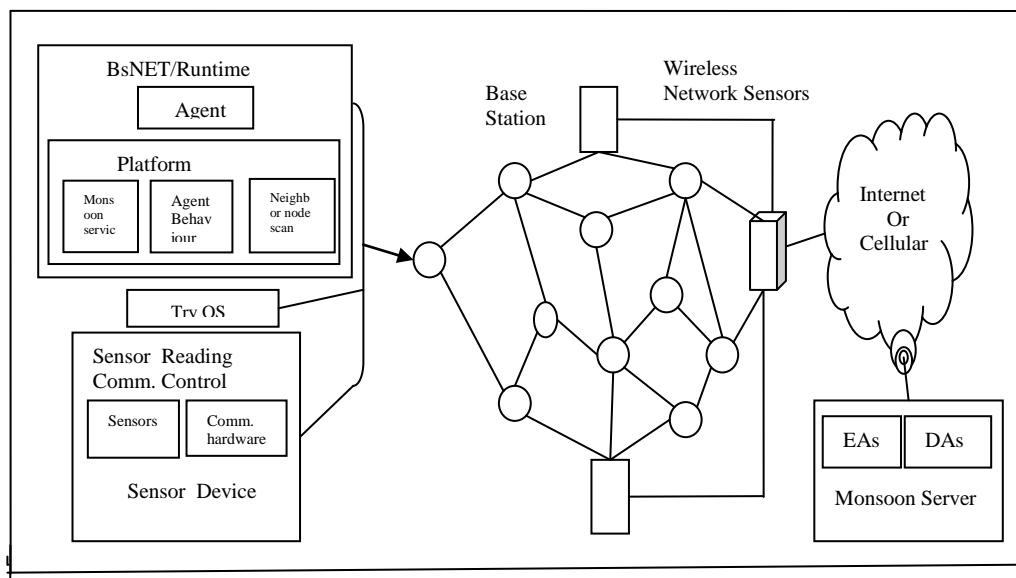 BsNET/Runtime
Agent
Platform
Mons
oon
servic
Agent
Behav
iour
Neighb
or node
scan
Try OS
Sensor Reading
Comm. Control
Sensors
Comm.
hardware
Sensor Device
Base
Station
Wireless
Network Sensors
Internet
Or
Cellular
EAs
DAs
Monsoon Server